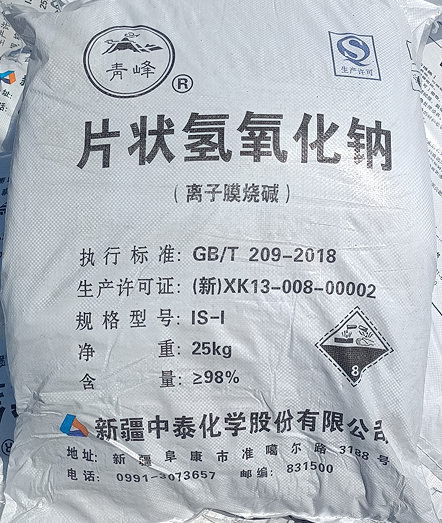 青峰
®
生产许可
片状氢氧化钠
（离子膜烧碱）
执行标准: GB/T 209-2018
生产许可证: (新)XK13-008-00002
规格型号: IS-I
净 重: 25kg
含 量: ≥98%
8
新疆中泰化学股份有限公司
地址: 新疆阜康市准噶尔路3188号
电话: 0991-3073657 邮编: 831500